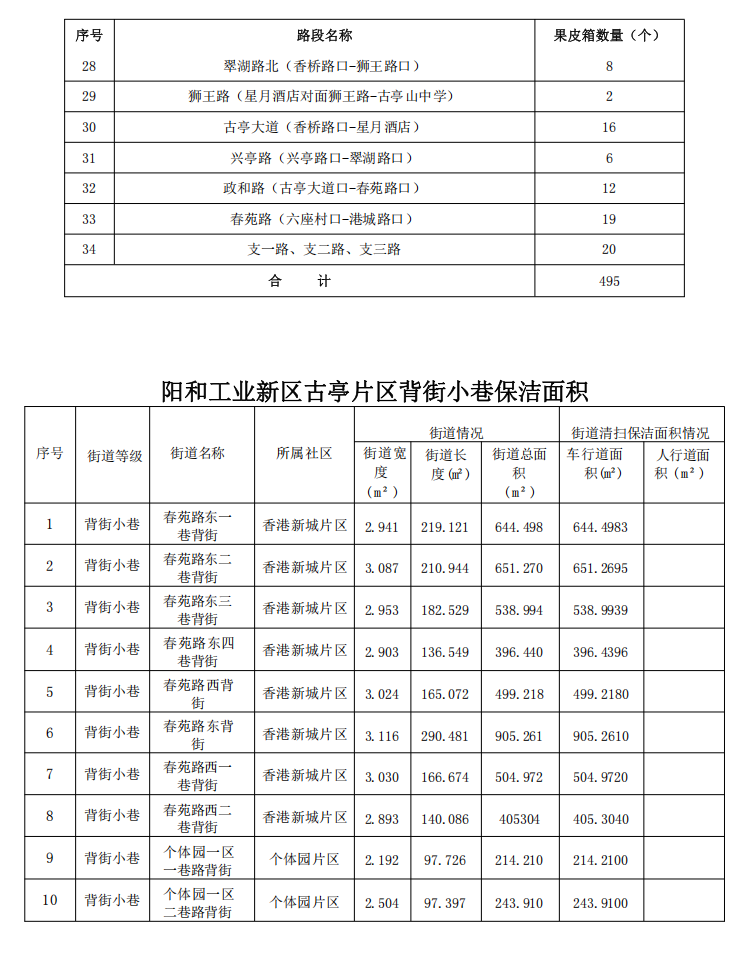 序号 路段名称 果皮箱数量（个）
28 翠湖路北（香桥路口-狮王路口） 8
29 狮王路（星月酒店对面狮王路-古亭山中学） 2
30 古亭大道（香桥路口-星月酒店） 16
31 兴亭路（兴亭路口-翠湖路口） 6
32 政和路（古亭大道口-春苑路口） 12
33 春苑路（六座村口-港城路口） 19
34 支一路、支二路、支三路 20
合 计 495
阳和工业新区古亭片区背街小巷保洁面积
序号 街道等级 街道名称 所属社区 街道情况 街道清扫保洁面积情况
街道宽 街道长 街道总面 车行道面 人行道面
度 度(㎡) 积 积(㎡) 积（㎡）
（m²） （m²）
1 背街小巷 春苑路东一 香港新城片区 2.941 219.121 644.498 644.4983
巷背街
2 背街小巷 春苑路东二 香港新城片区 3.087 210.944 651.270 651.2695
巷背街
3 背街小巷 春苑路东三 香港新城片区 2.953 182.529 538.994 538.9939
巷背街
4 背街小巷 春苑路东四 香港新城片区 2.903 136.549 396.440 396.4396
巷背街
5 背街小巷 春苑路西背 香港新城片区 3.024 165.072 499.218 499.2180
街
6 背街小巷 春苑路东背 香港新城片区 3.116 290.481 905.261 905.2610
街
7 背街小巷 春苑路西一 香港新城片区 3.030 166.674 504.972 504.9720
巷背街
8 背街小巷 春苑路西二 香港新城片区 2.893 140.086 405304 405.3040
巷背街
9 背街小巷 个体园一区 个体园片区 2.192 97.726 214.210 214.2100
一巷路背街
10 背街小巷 个体园一区 个体园片区 2.504 97.397 243.910 243.9100
二巷路背街